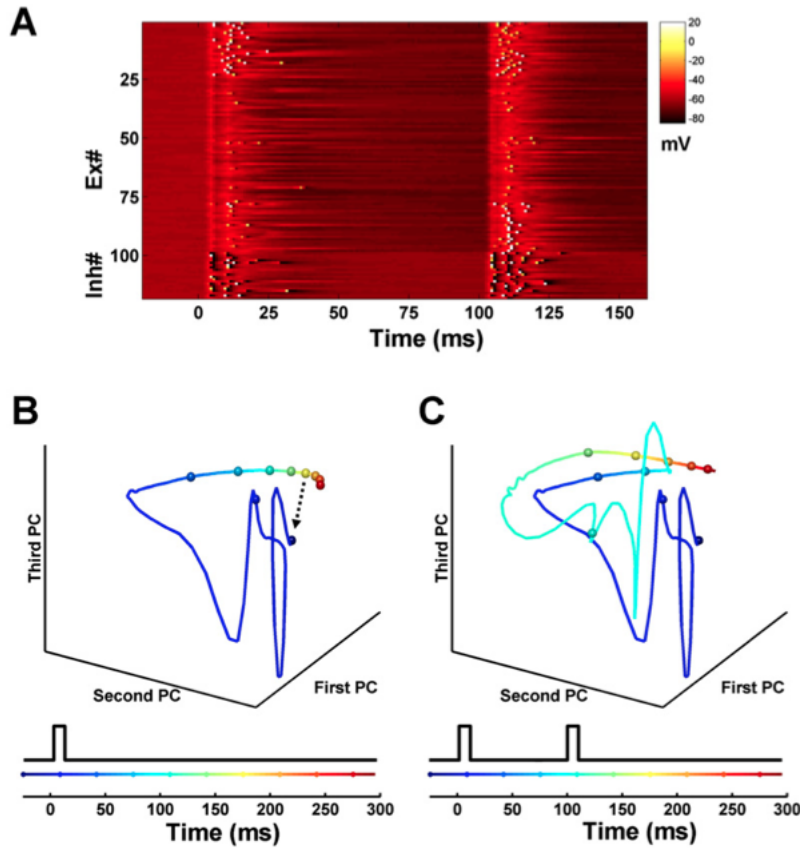 A
20
0
-20
-40
-60
-80
mV
25
50
75
100
Ex#
Inh#
0 25 50 75 100 125 150
Time (ms)
B
Third PC
Second PC
First PC
0 50 100 150 200 250 300
Time (ms)
C
Third PC
Second PC
First PC
0 50 100 150 200 250 300
Time (ms)